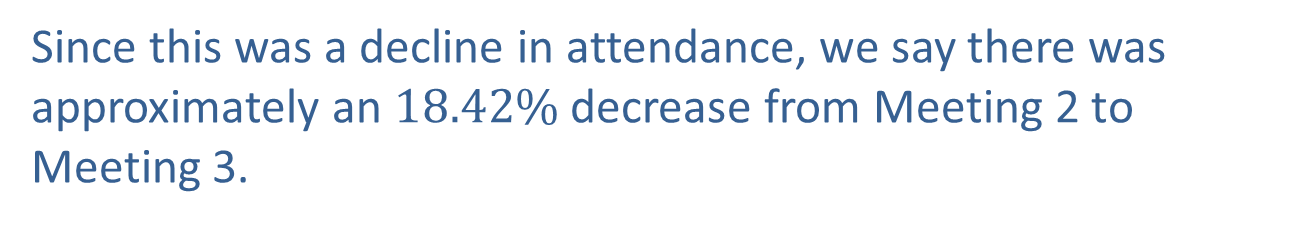 Since this was a decline in attendance, we say there was
approximately an 18.42% decrease from Meeting 2 to
Meeting 3.